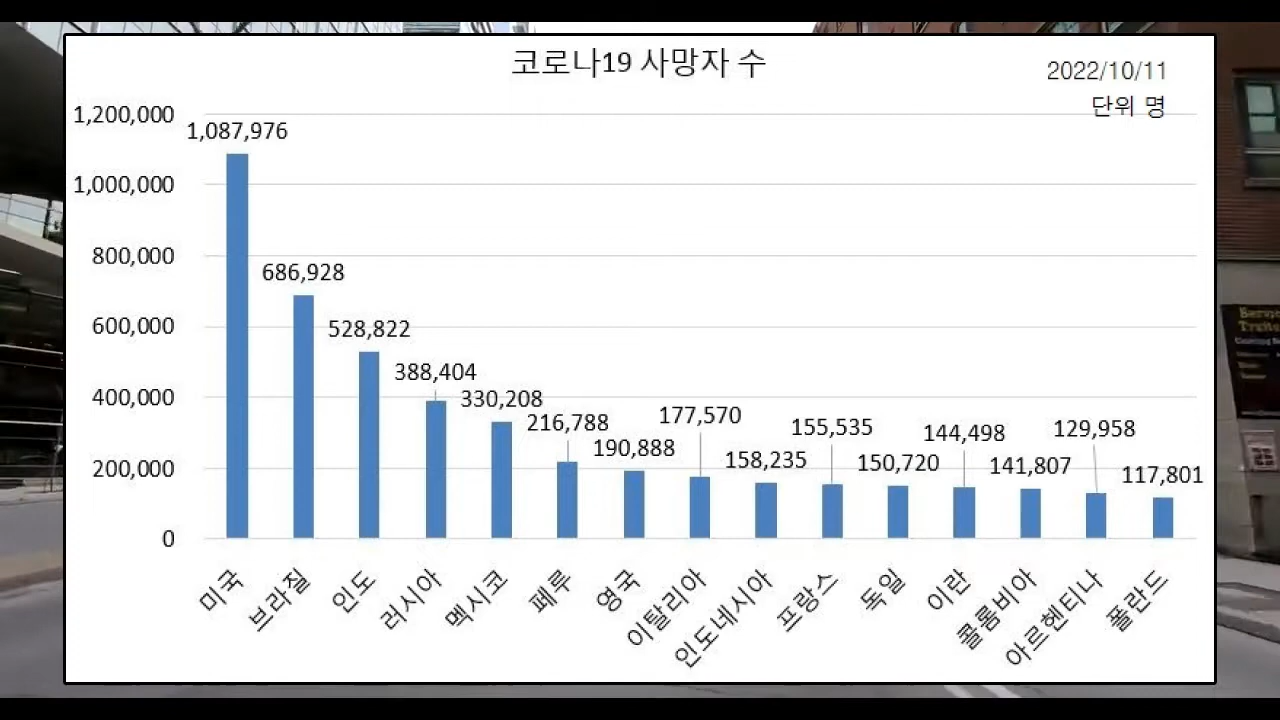 코로나19 사망자 수
2022/10/11
단위 명
1,200,000
1,000,000
800,000
600,000
400,000
200,000
0
1,087,976
686,928
528,822
388,404
330,208
216,788
190,888
177,570
158,235
155,535
150,720
144,498
141,807
129,958
117,801
미국
브라질
인도
러시아
멕시코
페루
영국
이탈리아
인도네시아
프랑스
독일
이란
콜롬비아
아르헨티나
폴란드